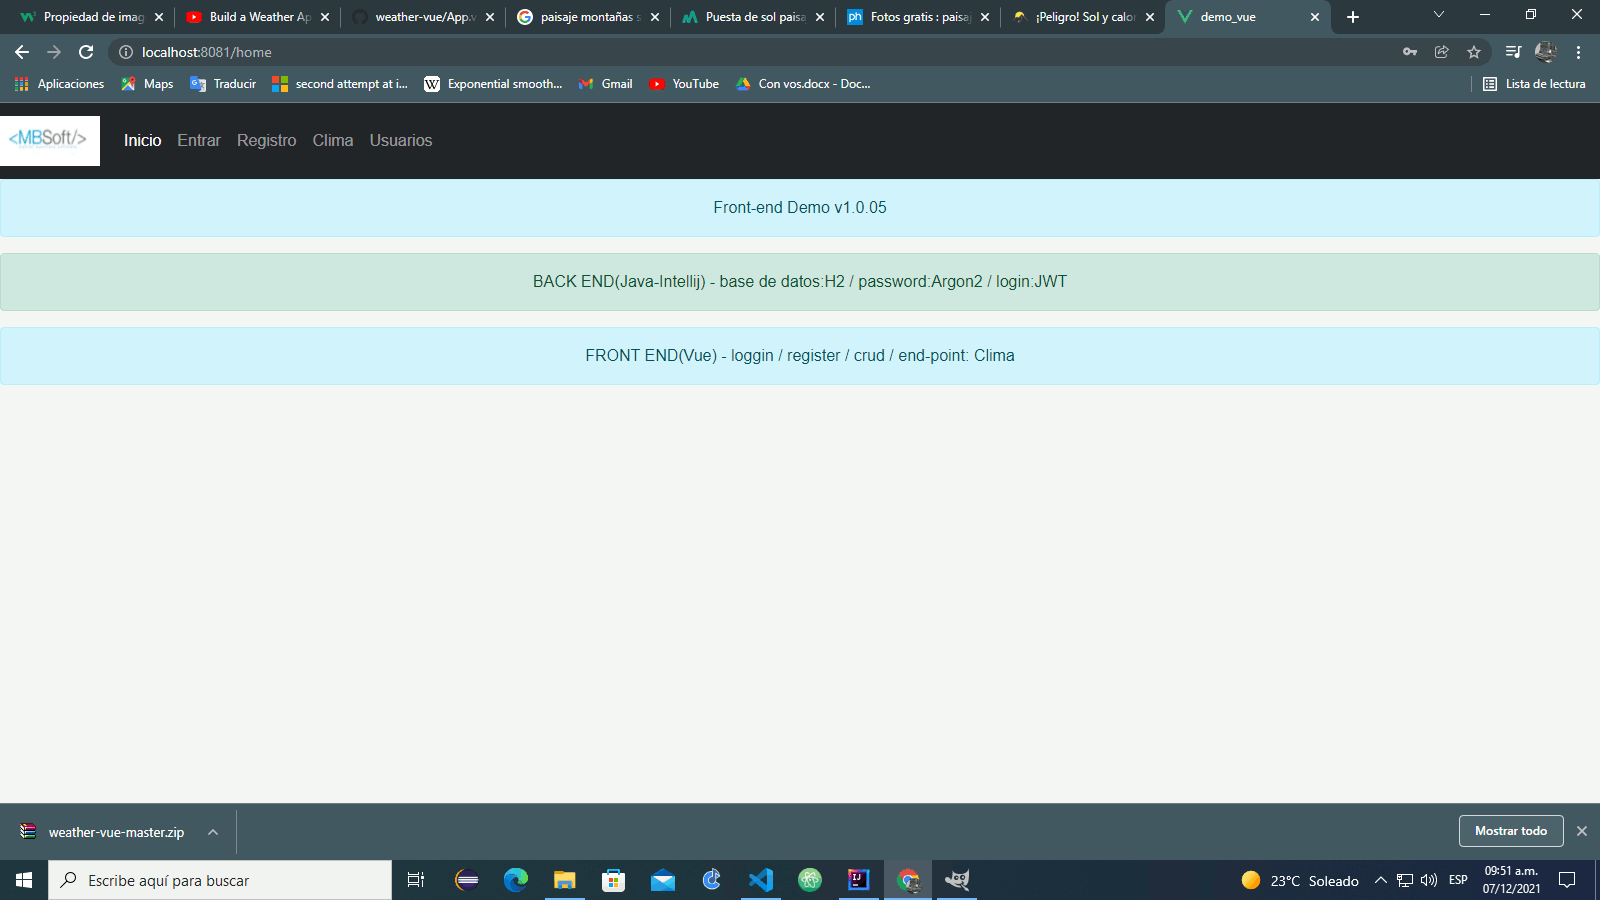 Propiedad de imag
Build a Weather Ap
weather-vue/App.v
paisaje montañas s
Puesta de sol paisa
Fotos gratis : paisaj
¡Peligro! Sol y calor
demo_vue
localhost:8081/home
Aplicaciones
Maps
Traducir
second attempt at i...
Exponential smooth...
Gmail
YouTube
Con vos.docx - Doc...
Lista de lectura
<MBSoft/>
Inicio
Entrar
Registro
Clima
Usuarios
Front-end Demo v1.0.05
BACK END(Java-Intellij) - base de datos:H2 / password:Argon2 / login:JWT
FRONT END(Vue) - loggin / register / crud / end-point: Clima
weather-vue-master.zip
Mostrar todo
Escribe aquí para buscar
23°C Soleado
ESP
09:51 a.m.
07/12/2021